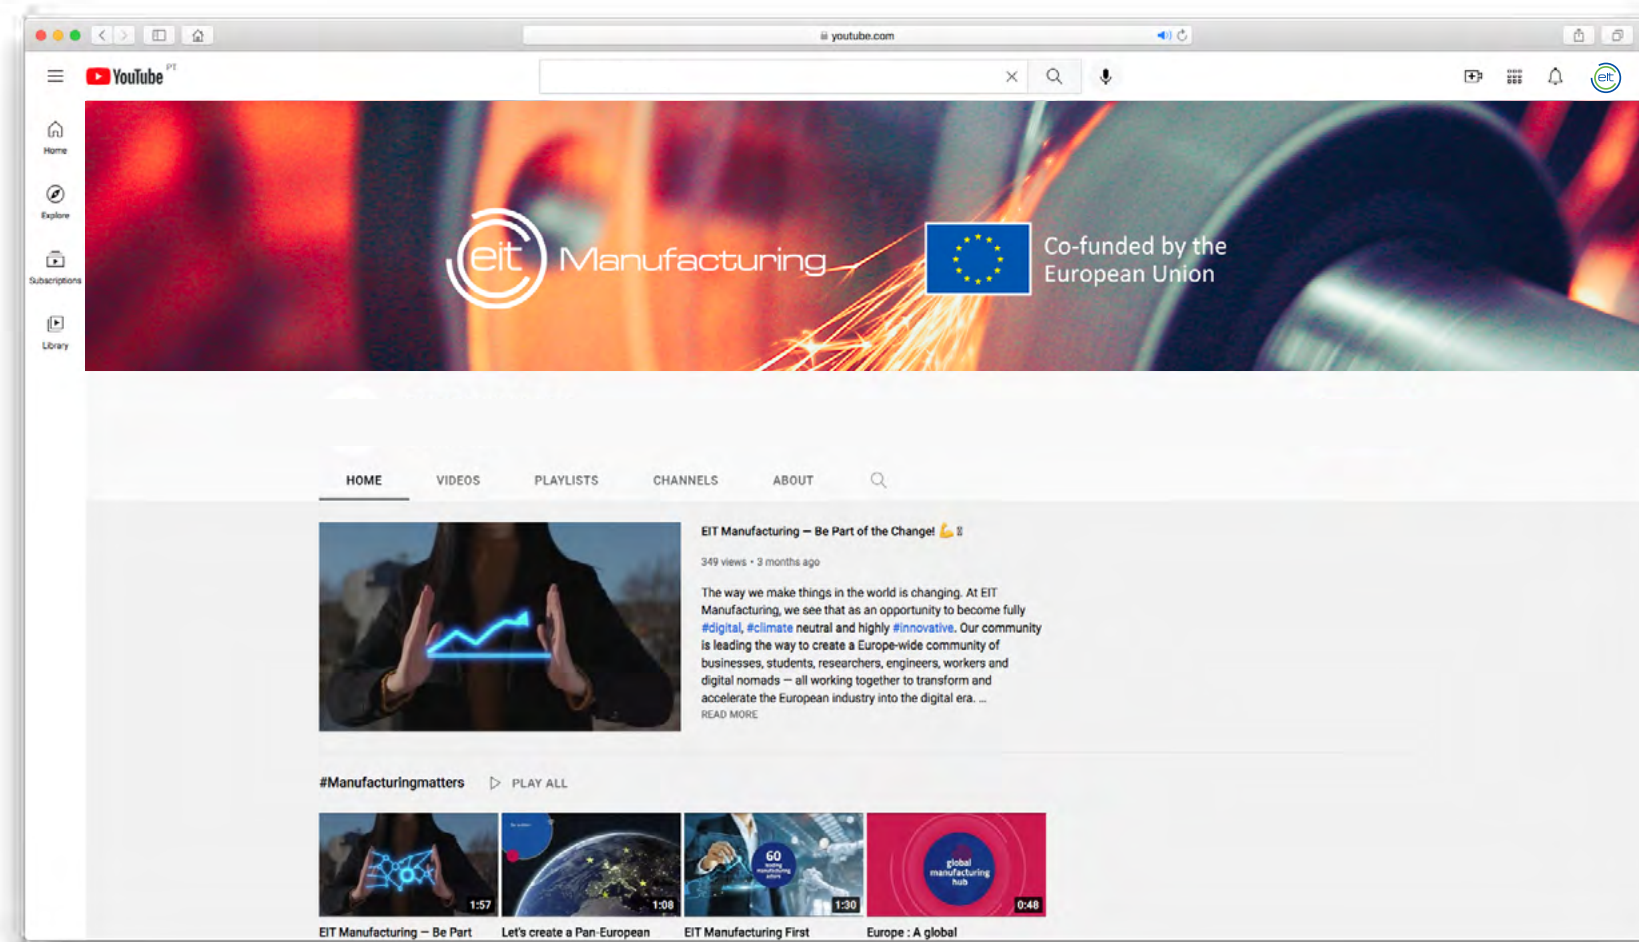 youtube.com
YouTube PT
eit
Home
Explore
Subscriptions
Library
eit Manufacturing
Co-funded by the
European Union
HOME VIDEOS PLAYLISTS CHANNELS ABOUT
EIT Manufacturing — Be Part of the Change! 💪
349 views • 3 months ago
The way we make things in the world is changing. At EIT
Manufacturing, we see that as an opportunity to become fully
#digital, #climate neutral and highly #innovative. Our community
is leading the way to create a Europe-wide community of
businesses, students, researchers, engineers, workers and
digital nomads — all working together to transform and
accelerate the European industry into the digital era. ...
READ MORE
#Manufacturingmatters PLAY ALL
60
leading
manufacturing
actors
global
manufacturing
hub
1:57
1:08
1:30
0:48
EIT Manufacturing — Be Part
Let's create a Pan-European
EIT Manufacturing First
Europe : A global